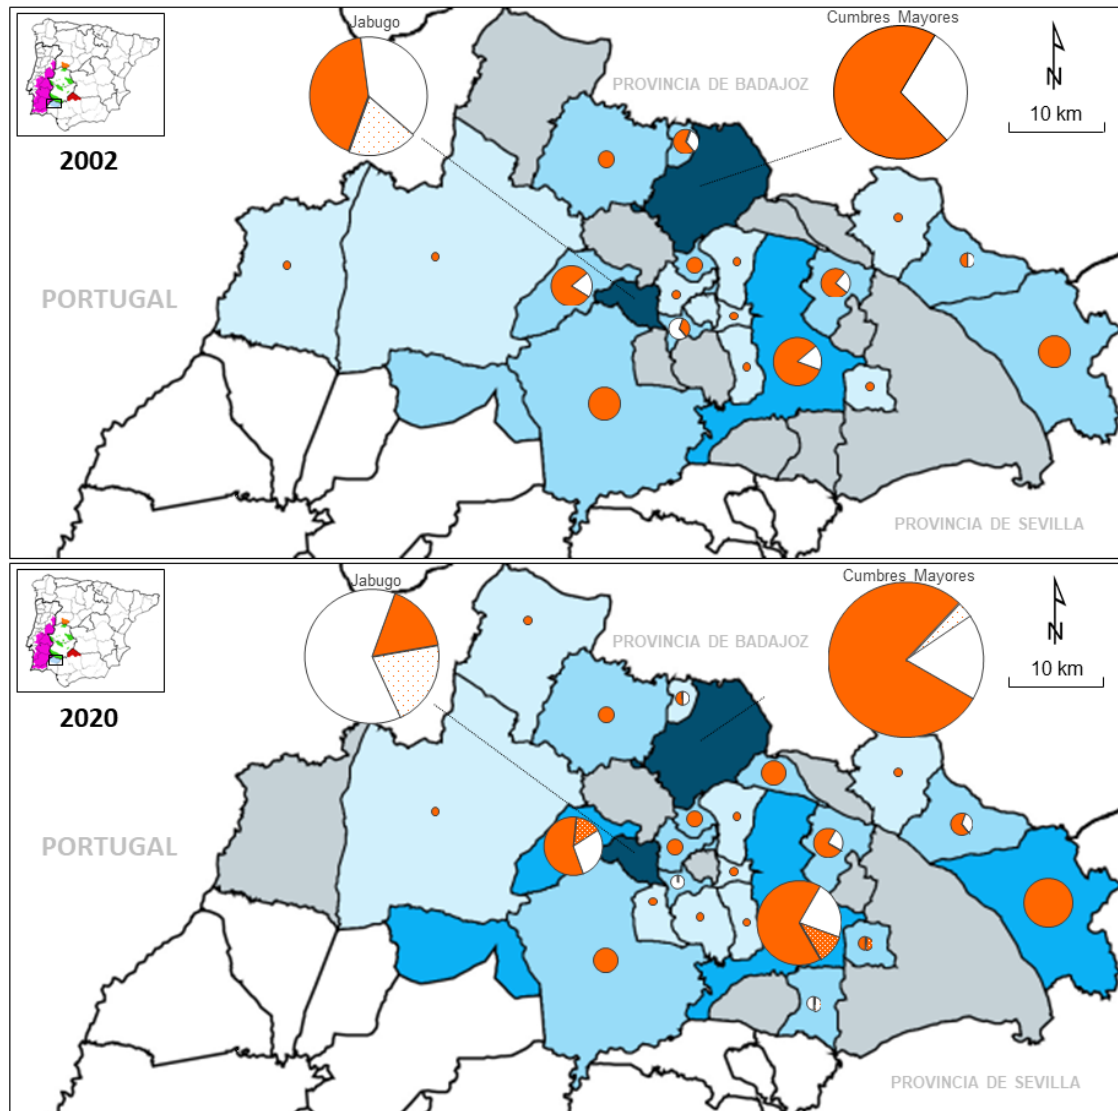 Jabugo
Cumbres Mayores
PROVINCIA DE BADAJOZ
N
10 km
2002
PORTUGAL
PROVINCIA DE SEVILLA
Jabugo
Cumbres Mayores
PROVINCIA DE BADAJOZ
N
10 km
2020
PORTUGAL
PROVINCIA DE SEVILLA